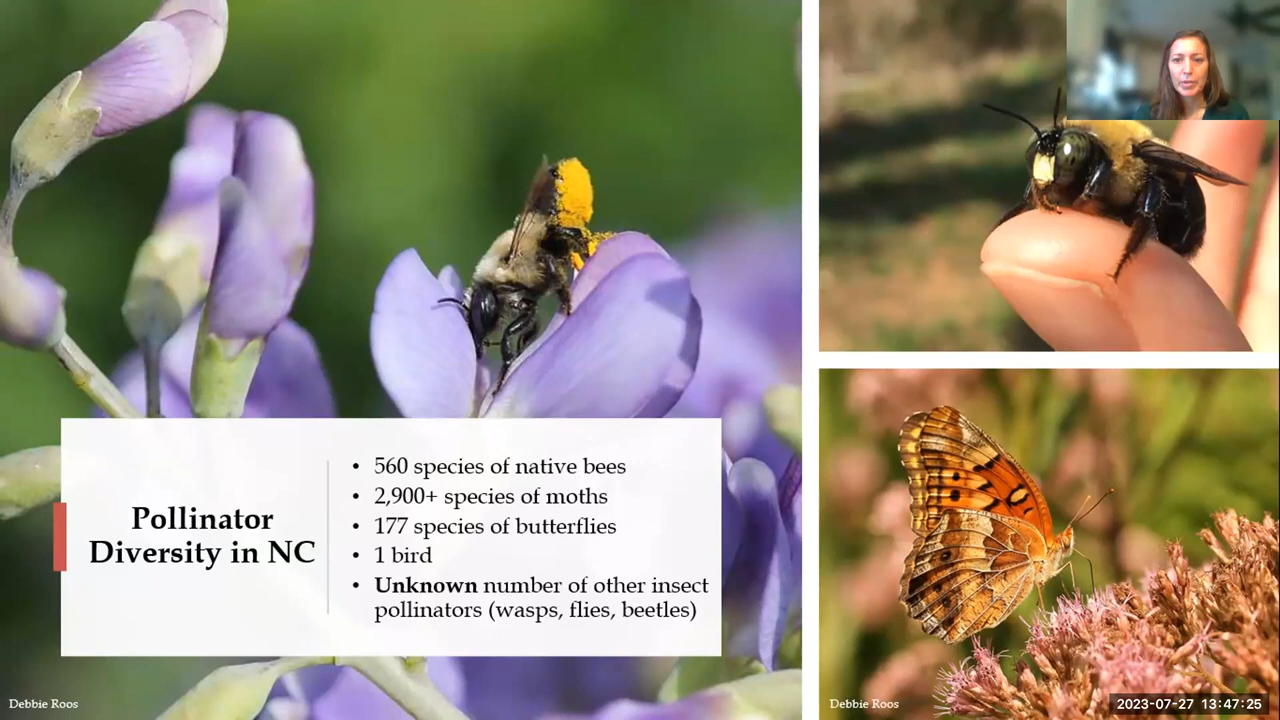 Pollinator
Diversity in NC
• 560 species of native bees
• 2,900+ species of moths
• 177 species of butterflies
• 1 bird
• Unknown number of other insect
pollinators (wasps, flies, beetles)
Debbie Roos
Debbie Roos
2023-07-27 13:47:25